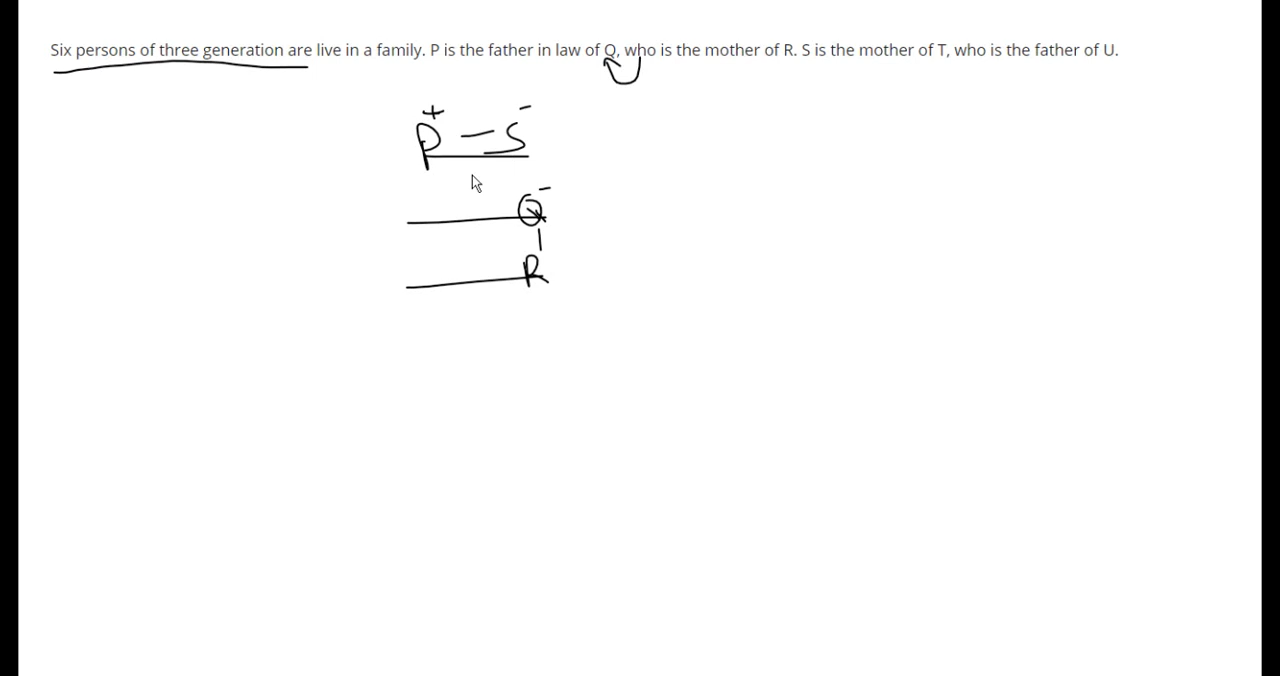 Six persons of three generation are live in a family. P is the father in law of Q, who is the mother of R. S is the mother of T, who is the father of U.
P+ — S-
Q-
R